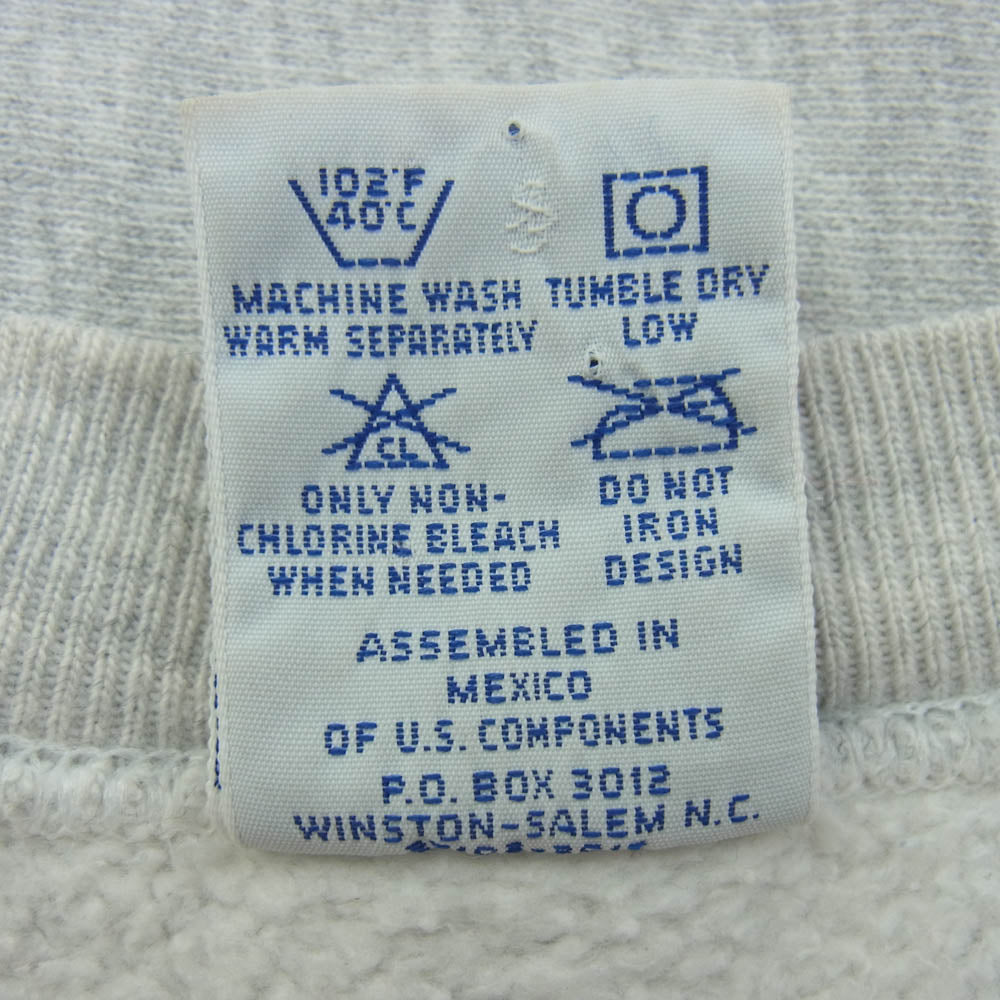 102°F
40°C
MACHINE WASH
WARM SEPARATELY
TUMBLE DRY
LOW
CL
ONLY NON-
CHLORINE BLEACH
WHEN NEEDED
DO NOT
IRON
DESIGN
ASSEMBLED IN
MEXICO
OF U.S. COMPONENTS
P.O. BOX 3012
WINSTON-SALEM N.C.